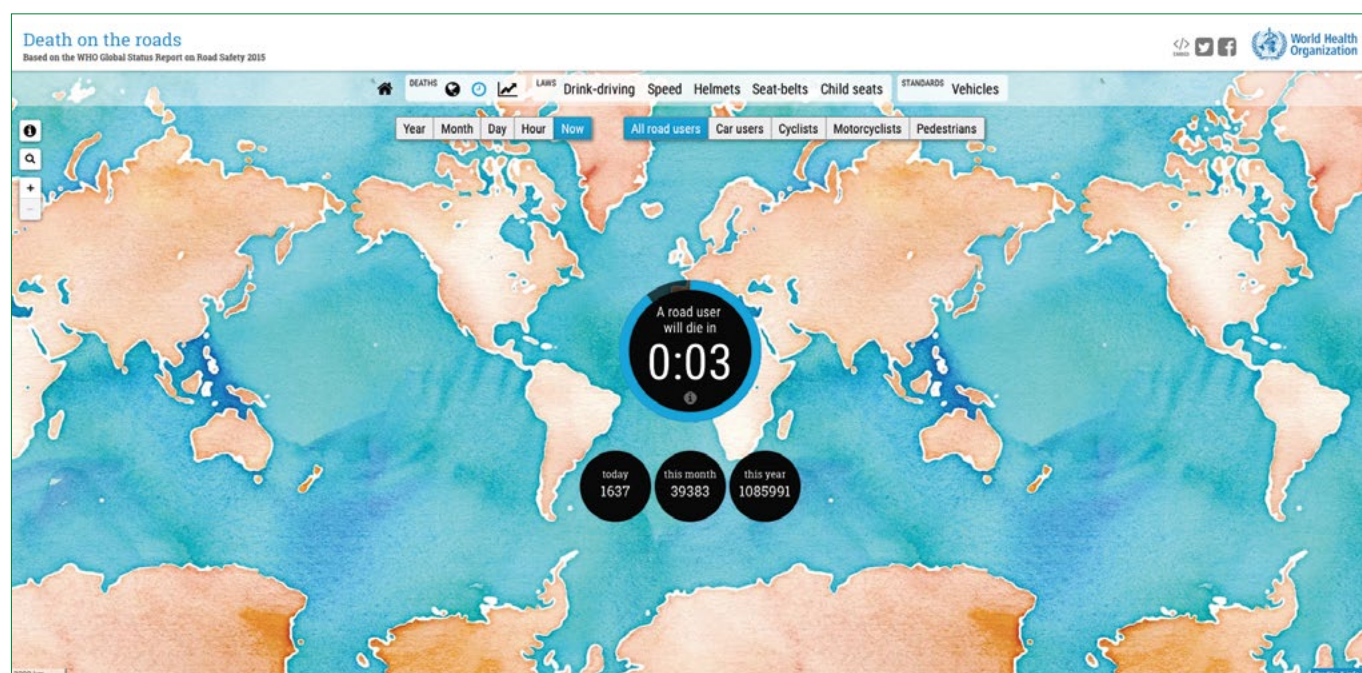 Death on the roads
Based on the WHO Global Status Report on Road Safety 2015
World Health
Organization
DEATHS
LAWS
Drink-driving Speed Helmets Seat-belts Child seats
STANDARDS
Vehicles
Year Month Day Hour Now
All road users Car users Cyclists Motorcyclists Pedestrians
+
A road user
will die in
0:03
today
1637
this month
39383
this year
1085991